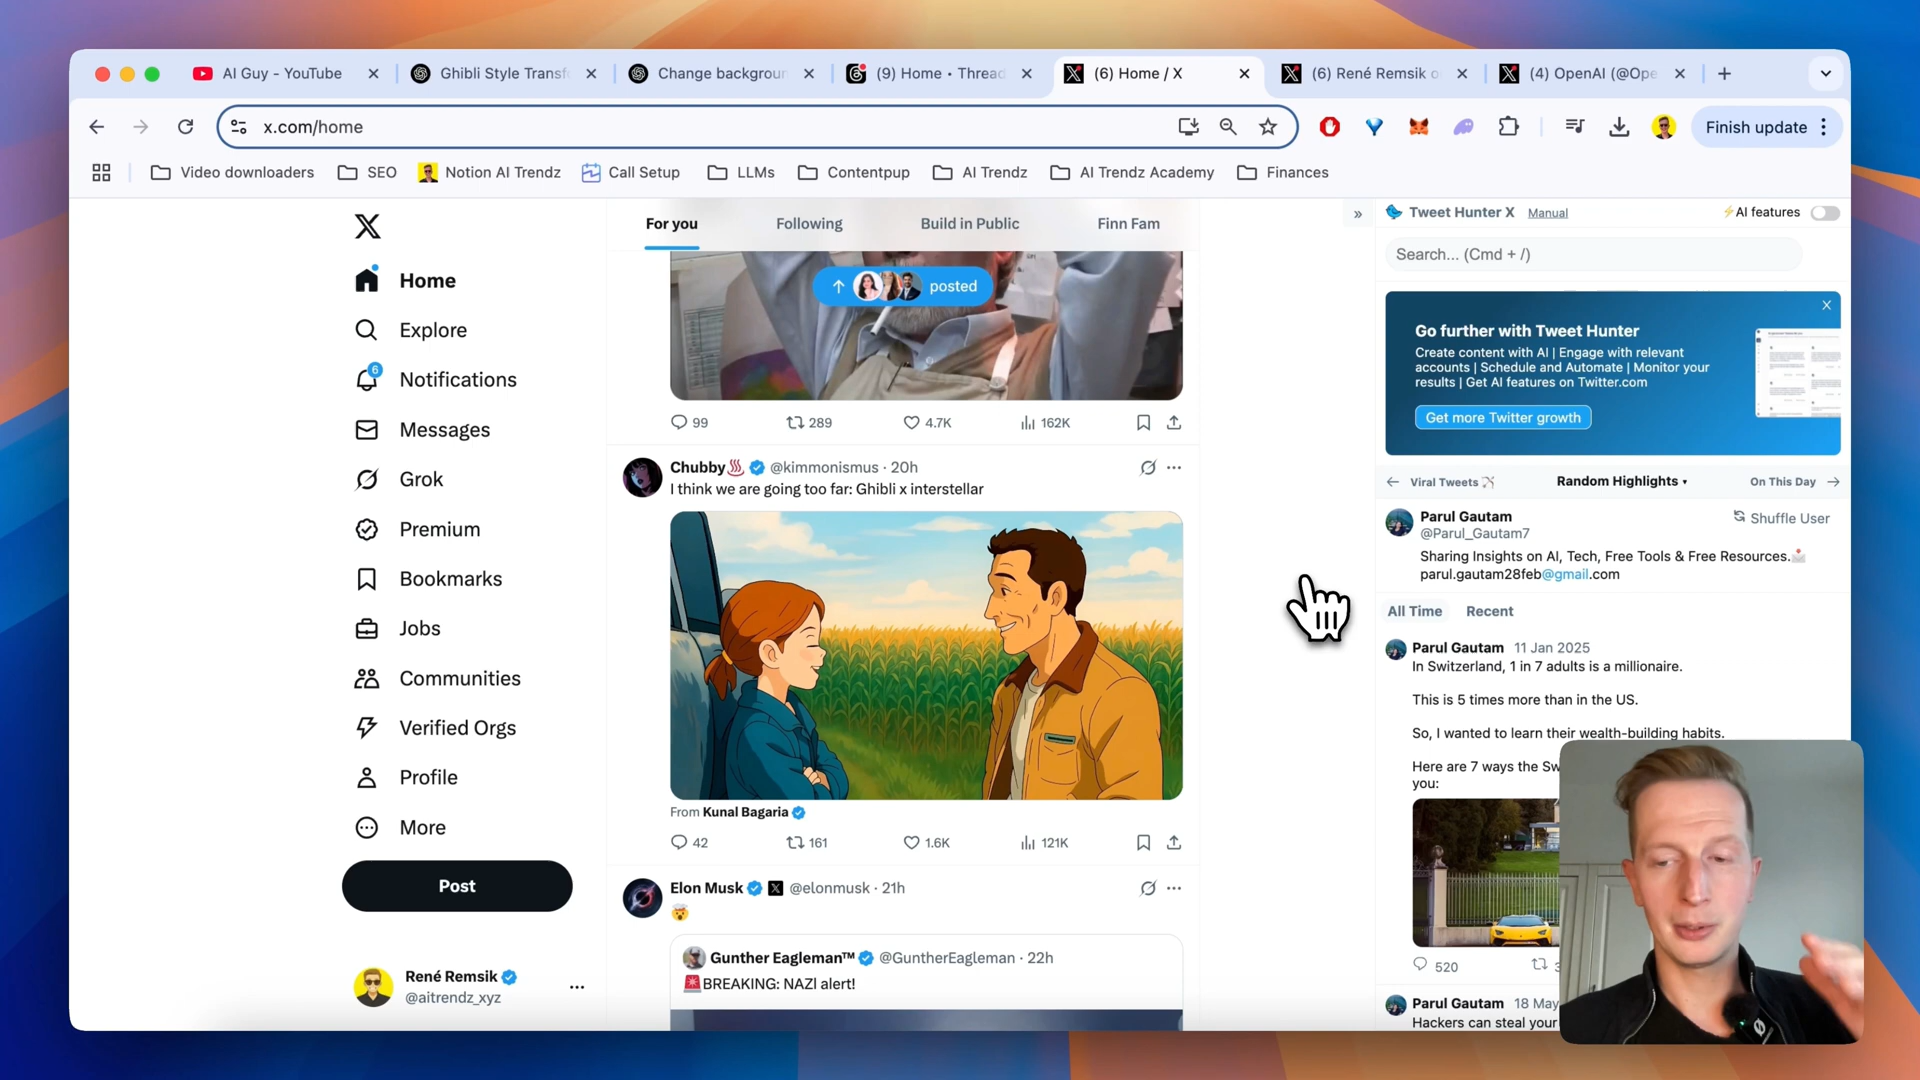 AI Guy - YouTube
Ghibli Style Transf
Change backgroun
(9) Home • Thread
(6) Home / X
(6) René Remsik o
(4) OpenAI (@Ope
x.com/home
Finish update
Video downloaders
SEO
Notion AI Trendz
Call Setup
LLMs
Contentpup
AI Trendz
AI Trendz Academy
Finances
Home
Explore
6
Notifications
Messages
Grok
Premium
Bookmarks
Jobs
Communities
Verified Orgs
Profile
More
Post
René Remsik
@aitrendz_xyz
For you
Following
Build in Public
Finn Fam
posted
99
289
4.7K
162K
Chubby♨️ @kimmonismus · 20h
I think we are going too far: Ghibli x interstellar
From Kunal Bagaria
42
161
1.6K
121K
Elon Musk @elonmusk · 21h
🤯
Gunther Eagleman™ @GuntherEagleman · 22h
🚨BREAKING: NAZI alert!
Tweet Hunter X
Manual
⚡AI features
Search... (Cmd + /)
Go further with Tweet Hunter
Create content with AI | Engage with relevant
accounts | Schedule and Automate | Monitor your
results | Get AI features on Twitter.com
Get more Twitter growth
Viral Tweets
Random Highlights
On This Day
Parul Gautam
@Parul_Gautam7
Shuffle User
Sharing Insights on AI, Tech, Free Tools & Free Resources.📩
parul.gautam28feb@gmail.com
All Time
Recent
Parul Gautam 11 Jan 2025
In Switzerland, 1 in 7 adults is a millionaire.
This is 5 times more than in the US.
So, I wanted to learn their wealth-building habits.
Here are 7 ways the Sw
you:
520
3
Parul Gautam 18 May
Hackers can steal your